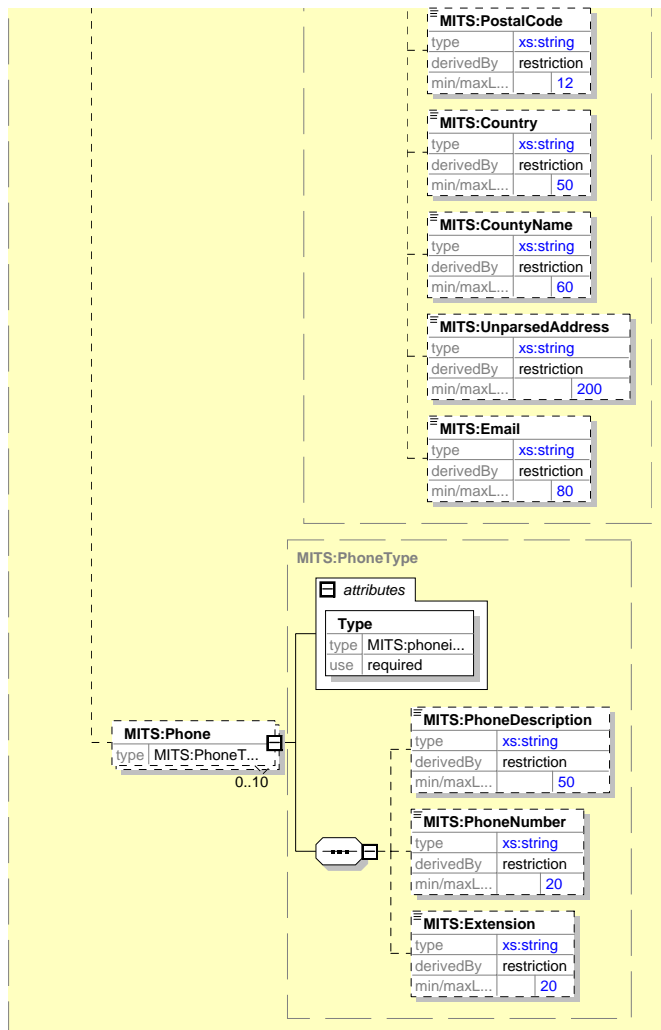 MITS:PostalCode
type xs:string
derivedBy restriction
min/maxL... 12
MITS:Country
type xs:string
derivedBy restriction
min/maxL... 50
MITS:CountyName
type xs:string
derivedBy restriction
min/maxL... 60
MITS:UnparsedAddress
type xs:string
derivedBy restriction
min/maxL... 200
MITS:Email
type xs:string
derivedBy restriction
min/maxL... 80
MITS:PhoneType
attributes
Type
type MITS:phonei...
use required
MITS:Phone
type MITS:PhoneT...
0..10
MITS:PhoneDescription
type xs:string
derivedBy restriction
min/maxL... 50
MITS:PhoneNumber
type xs:string
derivedBy restriction
min/maxL... 20
MITS:Extension
type xs:string
derivedBy restriction
min/maxL... 20